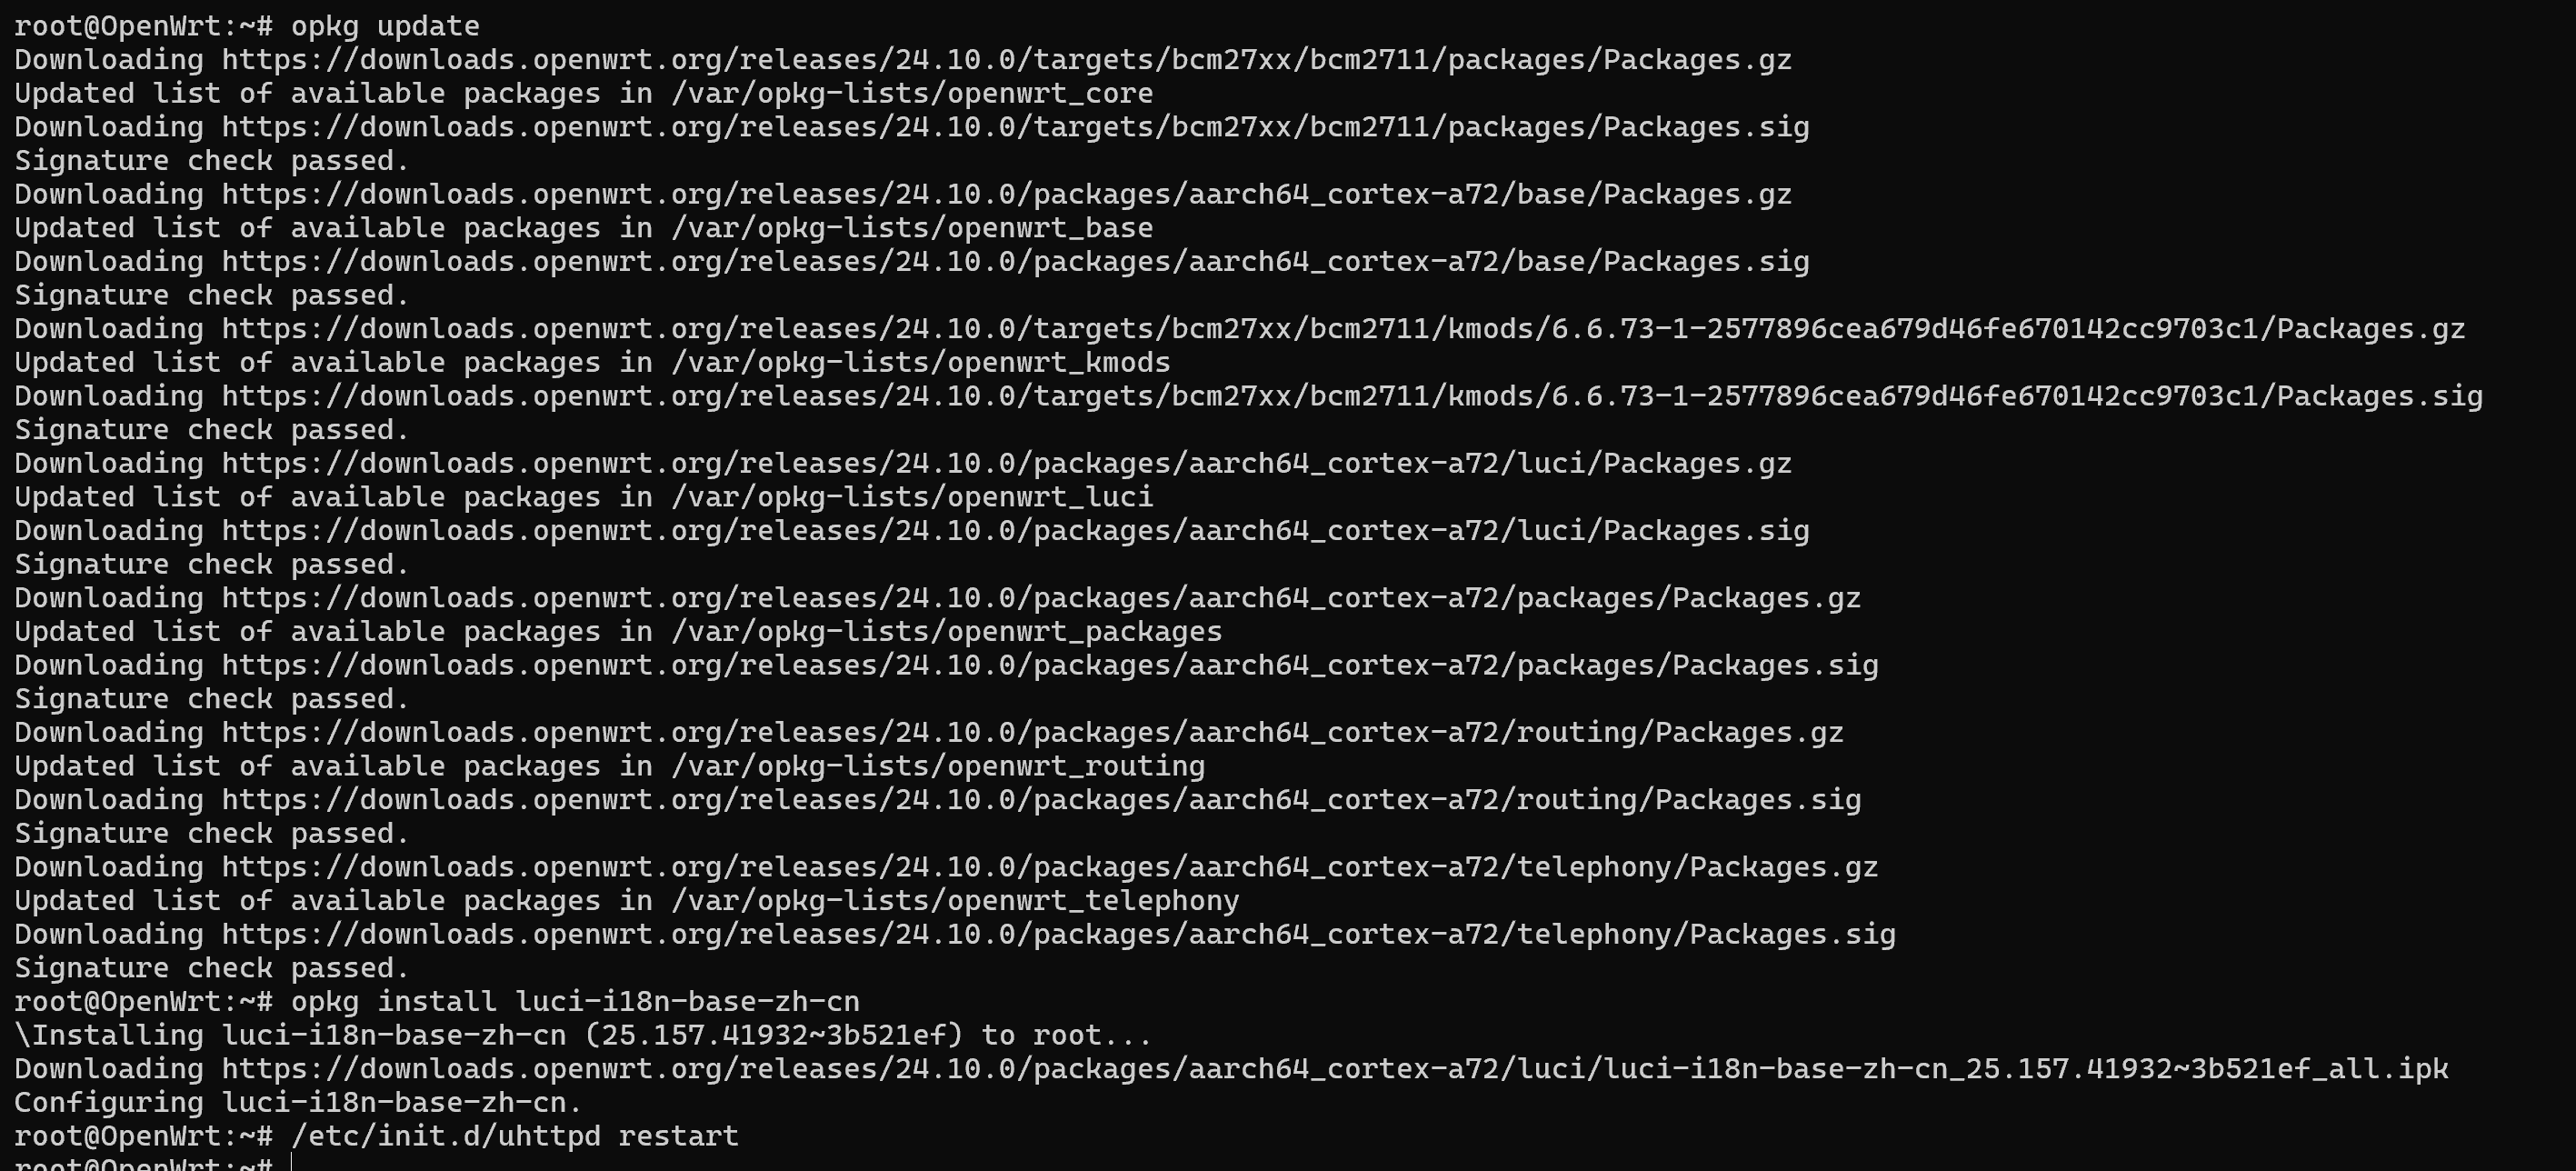 root@OpenWrt:~# opkg update
Downloading https://downloads.openwrt.org/releases/24.10.0/targets/bcm27xx/bcm2711/packages/Packages.gz
Updated list of available packages in /var/opkg-lists/openwrt_core
Downloading https://downloads.openwrt.org/releases/24.10.0/targets/bcm27xx/bcm2711/packages/Packages.sig
Signature check passed.
Downloading https://downloads.openwrt.org/releases/24.10.0/packages/aarch64_cortex-a72/base/Packages.gz
Updated list of available packages in /var/opkg-lists/openwrt_base
Downloading https://downloads.openwrt.org/releases/24.10.0/packages/aarch64_cortex-a72/base/Packages.sig
Signature check passed.
Downloading https://downloads.openwrt.org/releases/24.10.0/targets/bcm27xx/bcm2711/kmods/6.6.73-1-2577896cea679d46fe670142cc9703c1/Packages.gz
Updated list of available packages in /var/opkg-lists/openwrt_kmods
Downloading https://downloads.openwrt.org/releases/24.10.0/targets/bcm27xx/bcm2711/kmods/6.6.73-1-2577896cea679d46fe670142cc9703c1/Packages.sig
Signature check passed.
Downloading https://downloads.openwrt.org/releases/24.10.0/packages/aarch64_cortex-a72/luci/Packages.gz
Updated list of available packages in /var/opkg-lists/openwrt_luci
Downloading https://downloads.openwrt.org/releases/24.10.0/packages/aarch64_cortex-a72/luci/Packages.sig
Signature check passed.
Downloading https://downloads.openwrt.org/releases/24.10.0/packages/aarch64_cortex-a72/packages/Packages.gz
Updated list of available packages in /var/opkg-lists/openwrt_packages
Downloading https://downloads.openwrt.org/releases/24.10.0/packages/aarch64_cortex-a72/packages/Packages.sig
Signature check passed.
Downloading https://downloads.openwrt.org/releases/24.10.0/packages/aarch64_cortex-a72/routing/Packages.gz
Updated list of available packages in /var/opkg-lists/openwrt_routing
Downloading https://downloads.openwrt.org/releases/24.10.0/packages/aarch64_cortex-a72/routing/Packages.sig
Signature check passed.
Downloading https://downloads.openwrt.org/releases/24.10.0/packages/aarch64_cortex-a72/telephony/Packages.gz
Updated list of available packages in /var/opkg-lists/openwrt_telephony
Downloading https://downloads.openwrt.org/releases/24.10.0/packages/aarch64_cortex-a72/telephony/Packages.sig
Signature check passed.
root@OpenWrt:~# opkg install luci-i18n-base-zh-cn
\Installing luci-i18n-base-zh-cn (25.157.41932~3b521ef) to root...
Downloading https://downloads.openwrt.org/releases/24.10.0/packages/aarch64_cortex-a72/luci/luci-i18n-base-zh-cn_25.157.41932~3b521ef_all.ipk
Configuring luci-i18n-base-zh-cn.
root@OpenWrt:~# /etc/init.d/uhttpd restart
root@OpenWrt:~#